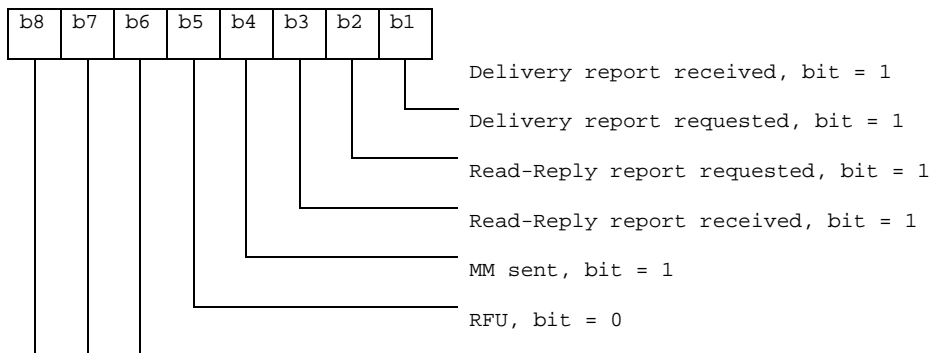 b8 b7 b6 b5 b4 b3 b2 b1
Delivery report received, bit = 1
Delivery report requested, bit = 1
Read-Reply report requested, bit = 1
Read-Reply report received, bit = 1
MM sent, bit = 1
RFU, bit = 0